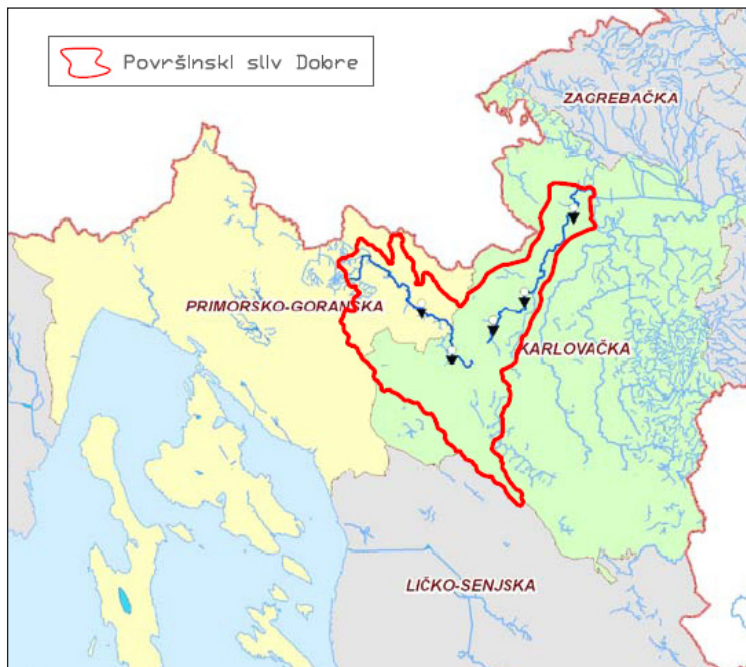 Površinski sliv Dobre
ZAGREBAČKA
PRIMORSKO-GORANSKA
KARLOVAČKA
LIČKO-SENJSKA